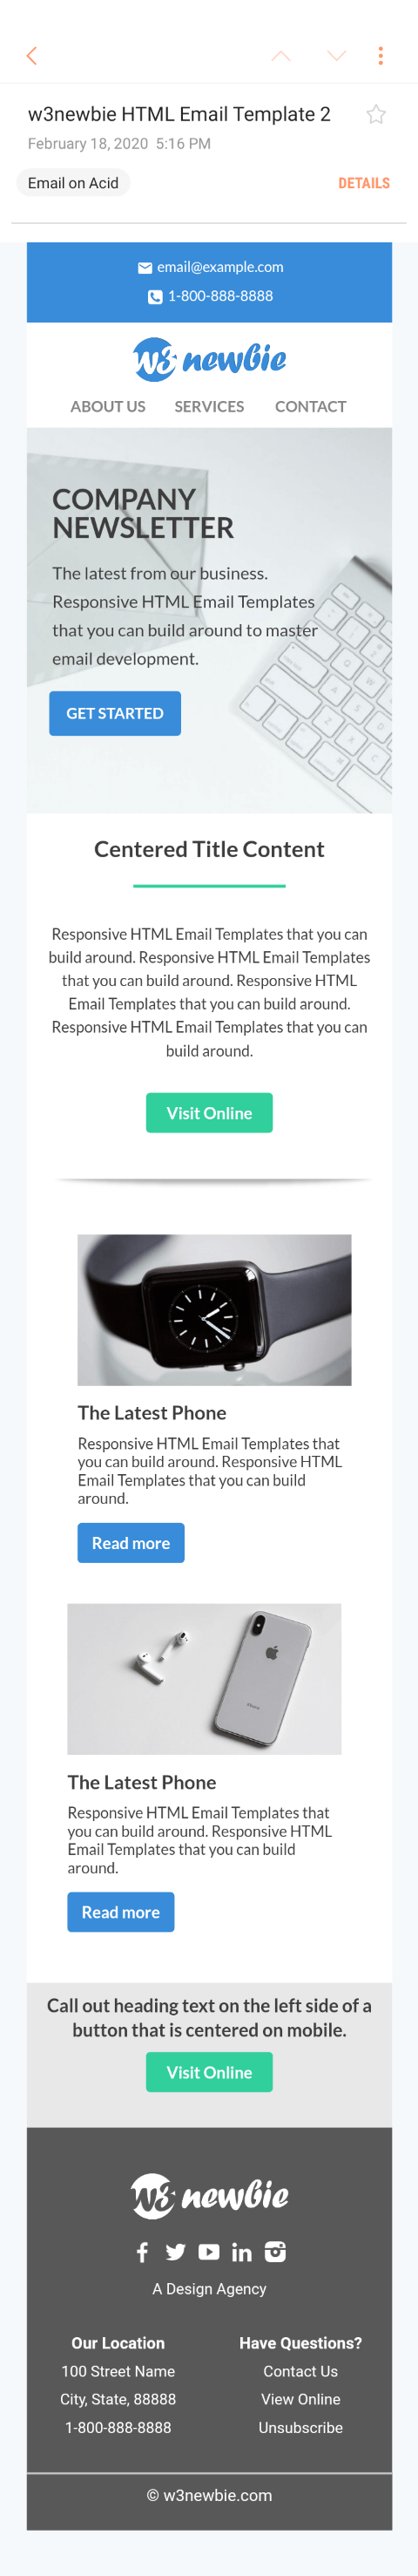 w3newbie HTML Email Template 2
February 18, 2020 5:16 PM
Email on Acid
DETAILS
email@example.com
1-800-888-8888
w3 newbie
ABOUT US SERVICES CONTACT
COMPANY
NEWSLETTER
The latest from our business.
Responsive HTML Email Templates
that you can build around to master
email development.
GET STARTED
Centered Title Content
Responsive HTML Email Templates that you can
build around. Responsive HTML Email Templates
that you can build around. Responsive HTML
Email Templates that you can build around.
Responsive HTML Email Templates that you can
build around.
Visit Online
The Latest Phone
Responsive HTML Email Templates that
you can build around. Responsive HTML
Email Templates that you can build
around.
Read more
iPhone
The Latest Phone
Responsive HTML Email Templates that
you can build around. Responsive HTML
Email Templates that you can build
around.
Read more
Call out heading text on the left side of a
button that is centered on mobile.
Visit Online
w3 newbie
A Design Agency
Our Location
100 Street Name
City, State, 88888
1-800-888-8888
Have Questions?
Contact Us
View Online
Unsubscribe
© w3newbie.com